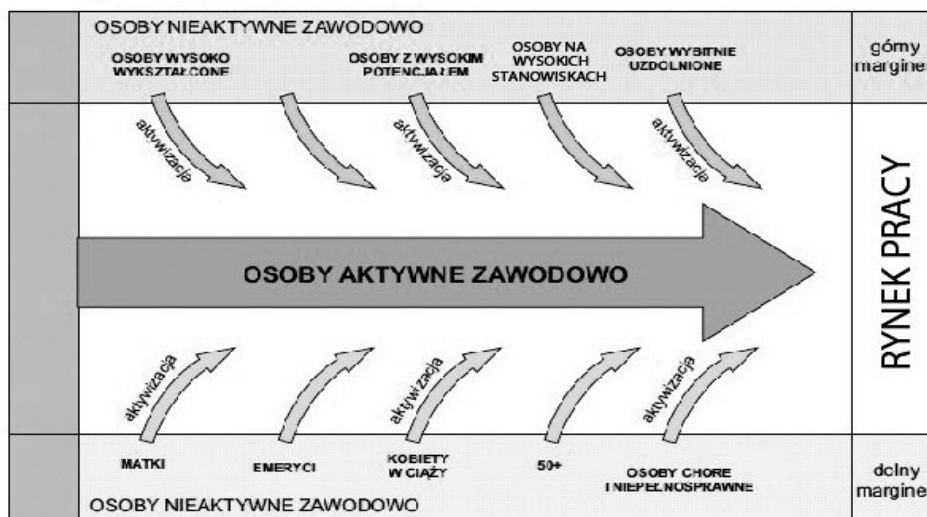 OSOBY NIEAKTYWNE ZAWODOWO
OSOBY WYSOKO
WYKSZTAŁCONE
OSOBY Z WYSOKIM
POTENCJAŁEM
OSOBY NA
WYSOKICH
STANOWISKACH
OSOBY WYBITNIE
UZDOLNIONE
górny
margines
aktywizacja
aktywizacja
aktywizacja
OSOBY AKTYWNE ZAWODOWO
RYNEK PRACY
aktywizacja
aktywizacja
aktywizacja
MATKI
EMERYCI
KOBIETY
W CIĄŻY
50+
OSOBY CHORE
I NIEPEŁNOSPRAWNE
dolny
margines
OSOBY NIEAKTYWNE ZAWODOWO